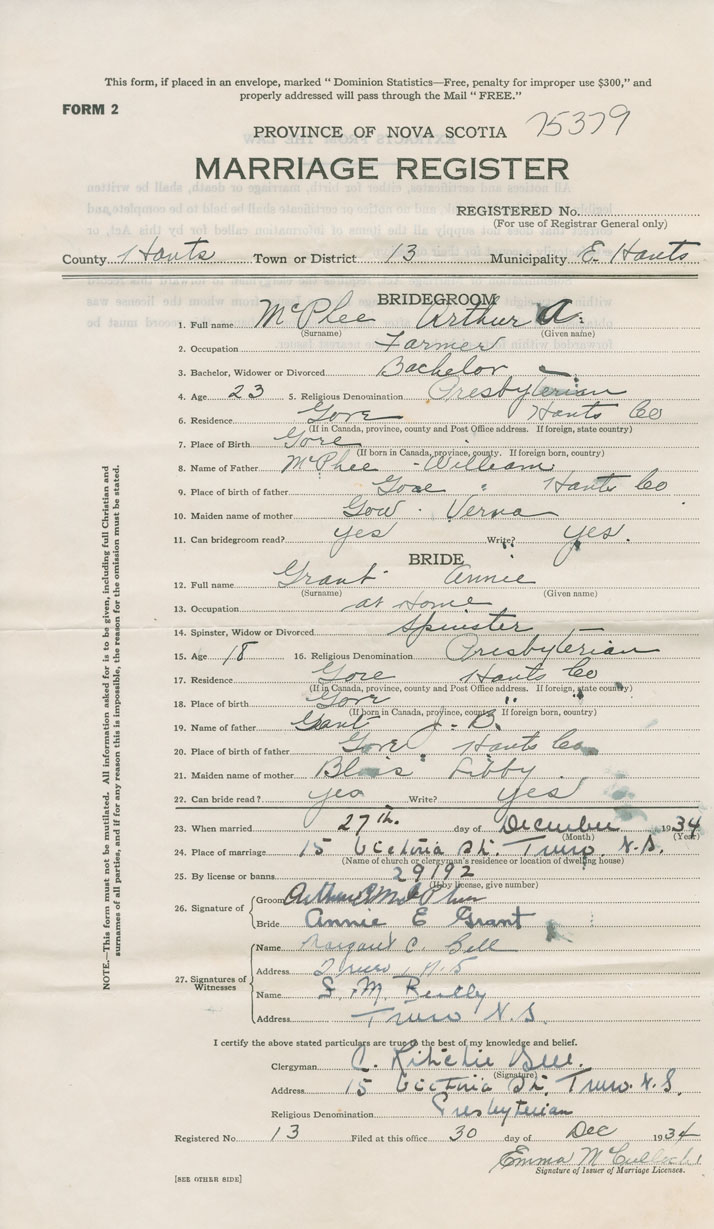 This form, if placed in an envelope, marked " Dominion Statistics—Free, penalty for improper use $300," and
properly addressed will pass through the Mail " FREE."
FORM 2
PROVINCE OF NOVA SCOTIA 75379
MARRIAGE REGISTER
REGISTERED No.
(For use of Registrar General only)
County Hants Town or District 13 Municipality E. Hants
BRIDEGROOM
1. Full name McPhee Arthur A.
(Surname) (Given name)
2. Occupation Farmer
3. Bachelor, Widower or Divorced Bachelor
4. Age 23 5. Religious Denomination Presbyterian
6. Residence Gore Hants Co
(If in Canada, province, county and Post Office address. If foreign, state country)
7. Place of Birth Gore
(If born in Canada, province, county. If foreign born, country)
8. Name of Father McPhee - William
9. Place of birth of father Gore " Hants Co
10. Maiden name of mother Gow . Verna
11. Can bridegroom read? yes Write? yes.
BRIDE
12. Full name Grant Annie
(Surname) (Given name)
13. Occupation at Home
14. Spinster, Widow or Divorced Spinster
15. Age 18 16. Religious Denomination Presbyterian
17. Residence Gore Hants Co
(If in Canada, province, county and Post Office address. If foreign, state country)
18. Place of birth Gore " "
(If born in Canada, province, county. If foreign born, country)
19. Name of father Grant J. B.
20. Place of birth of father Gore, Hants Co
21. Maiden name of mother Blois Libby
22. Can bride read? yes Write? yes
23. When married 27th. day of December 1934
(Month) (Year)
24. Place of marriage 15 Victoria St. Truro. N.S.
(Name of church or clergyman's residence or location of dwelling house)
25. By license or banns 29192
(If by license, give number)
26. Signature of
Groom Arthur McPhee
Bride Annie E Grant
27. Signatures of Witnesses
Name Margaret C. Gell
Address Truro, N.S
Name M.
Address Truro N.S
I certify the above stated particulars are true to the best of my knowledge and belief.
Clergyman C. Ritchie Bell.
(Signature)
Address 15 Victoria St. Truro. N.S.
Religious Denomination Presbyterian
Registered No. 13 Filed at this office 30 day of Dec 1934
Emma McCulloch
Signature of Issuer of Marriage Licenses.
[SEE OTHER SIDE]
NOTE.—This form must not be mutilated. All information asked for is to be given, including full Christian and
surnames of all parties, and if for any reason this is impossible, the reason for the omission must be stated.